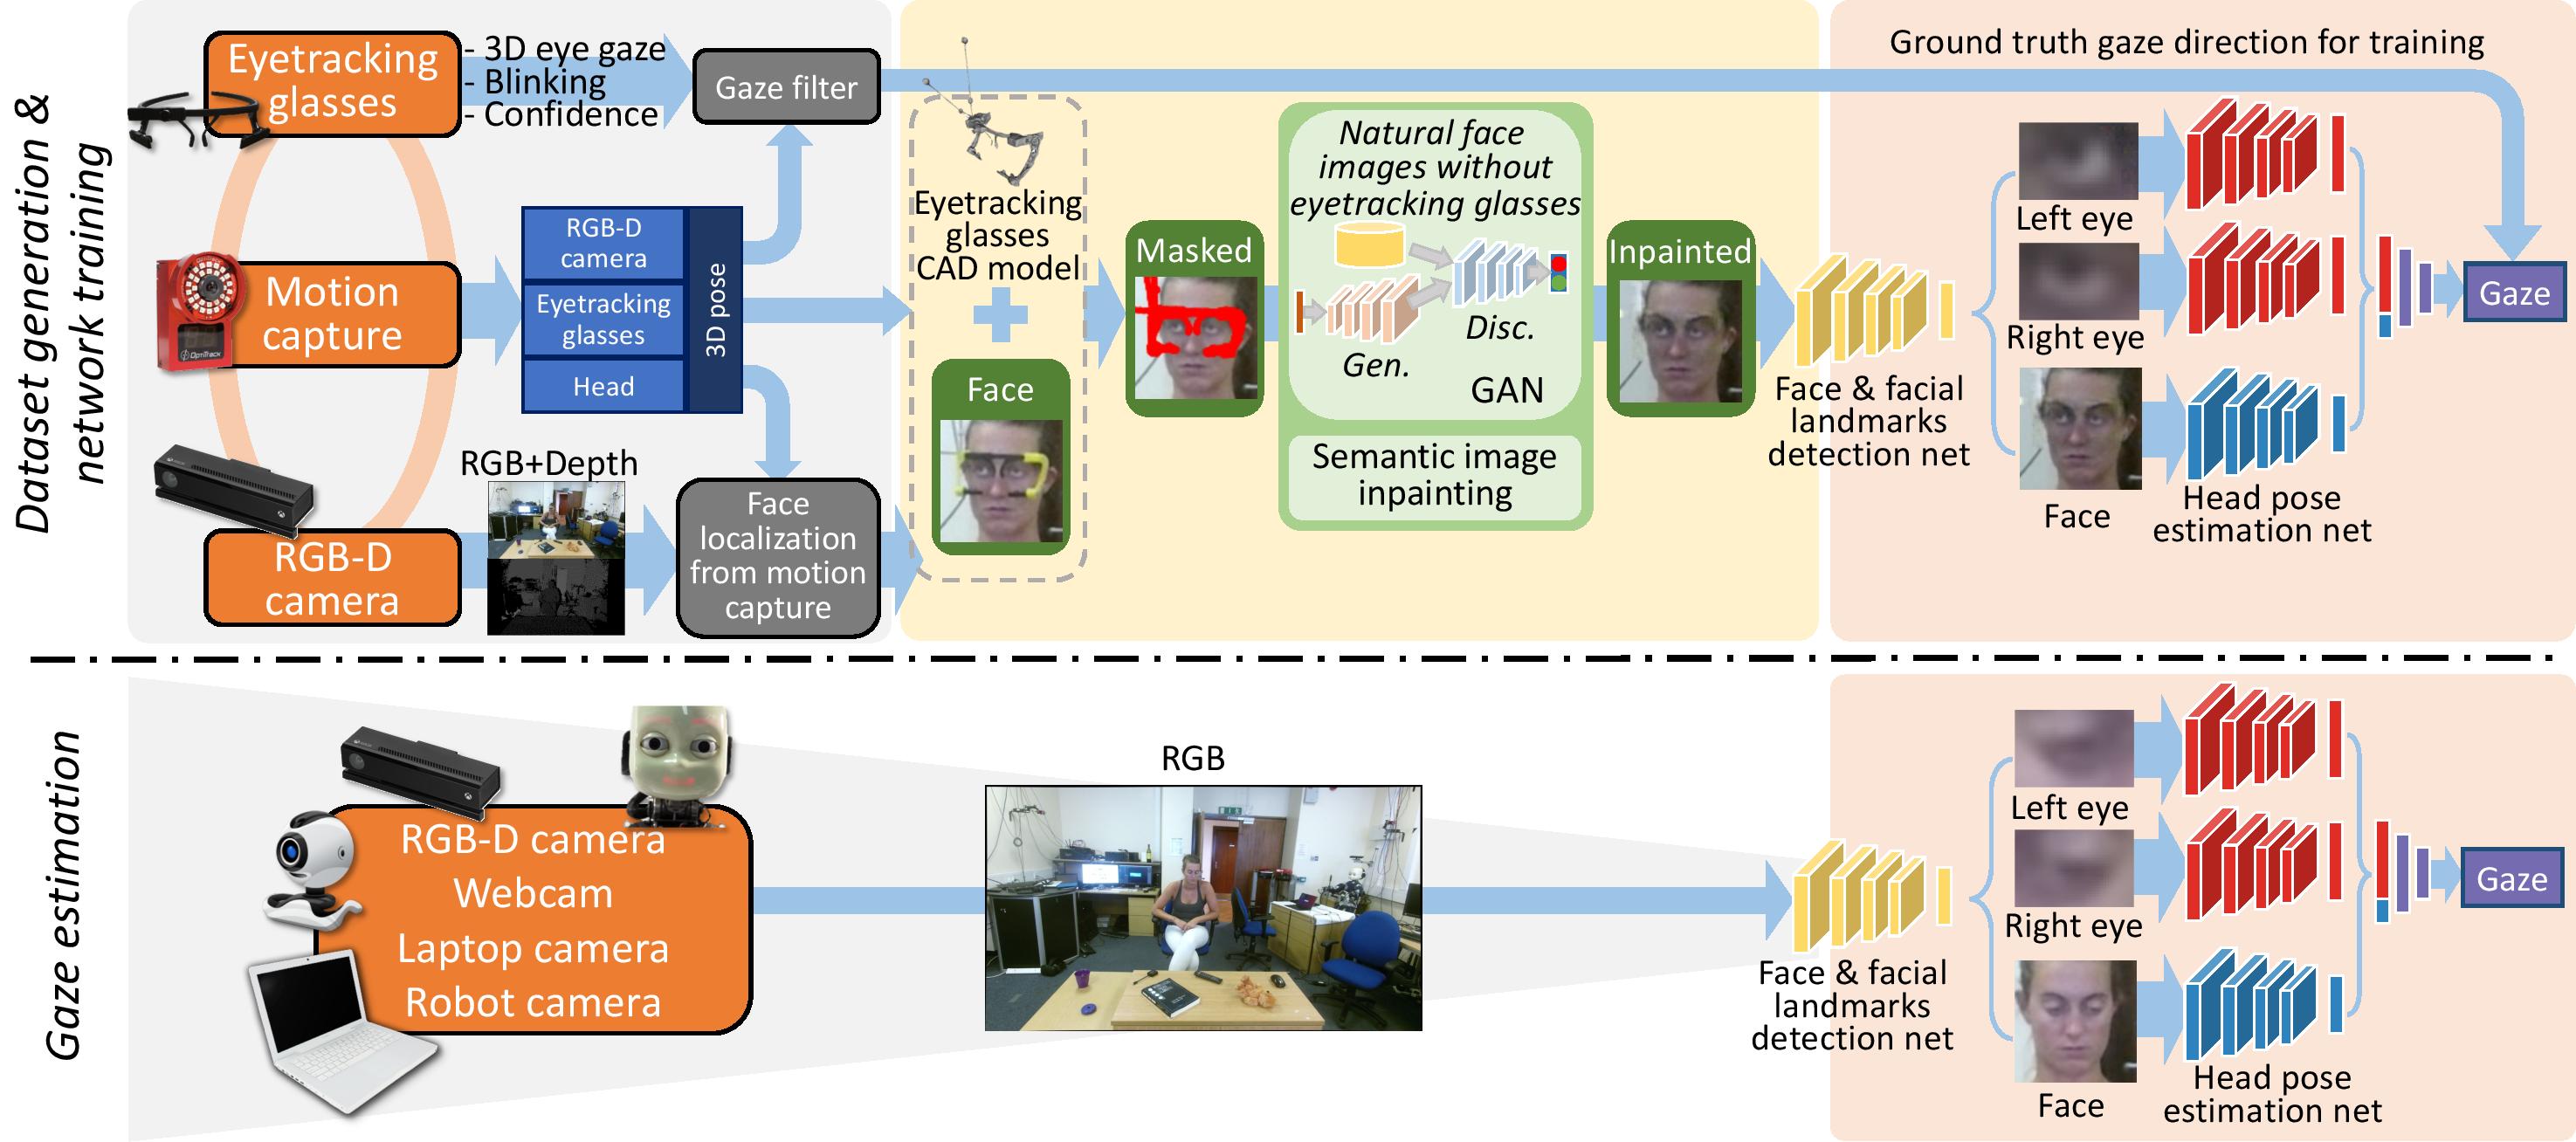 Dataset generation &
network training
Eyetracking
glasses
- 3D eye gaze
- Blinking
- Confidence
Gaze filter
Motion
capture
OptiTrack
RGB-D
camera
Eyetracking
glasses
Head
3D pose
RGB-D
camera
RGB+Depth
Face
localization
from motion
capture
Eyetracking
glasses
CAD model
Face
Masked
Natural face
images without
eyetracking glasses
Gen.
Disc.
GAN
Semantic image
inpainting
Inpainted
Ground truth gaze direction for training
Face & facial
landmarks
detection net
Left eye
Right eye
Face
Head pose
estimation net
Gaze
Gaze estimation
RGB-D camera
Webcam
Laptop camera
Robot camera
RGB
Face & facial
landmarks
detection net
Left eye
Right eye
Face
Head pose
estimation net
Gaze